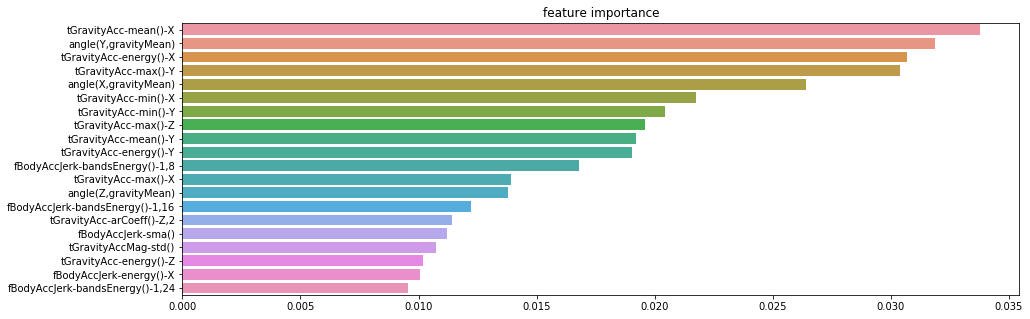 feature importance
tGravityAcc-mean()-X
angle(Y,gravityMean)
tGravityAcc-energy()-X
tGravityAcc-max()-Y
angle(X,gravityMean)
tGravityAcc-min()-X
tGravityAcc-min()-Y
tGravityAcc-max()-Z
tGravityAcc-mean()-Y
tGravityAcc-energy()-Y
fBodyAccJerk-bandsEnergy()-1,8
tGravityAcc-max()-X
angle(Z,gravityMean)
fBodyAccJerk-bandsEnergy()-1,16
tGravityAcc-arCoeff()-Z,2
fBodyAccJerk-sma()
tGravityAccMag-std()
tGravityAcc-energy()-Z
fBodyAccJerk-energy()-X
fBodyAccJerk-bandsEnergy()-1,24
0.000 0.005 0.010 0.015 0.020 0.025 0.030 0.035